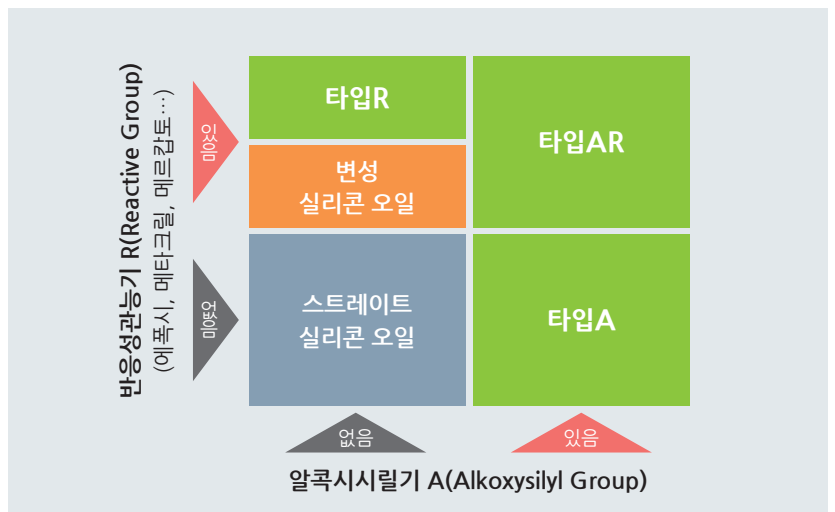 반응성관능기 R(Reactive Group)
(에폭시, 메타크릴, 메르캅토…)
있음
없음
타입R
변성
실리콘 오일
타입AR
스트레이트
실리콘 오일
타입A
없음
있음
알콕시시릴기 A(Alkoxysilyl Group)